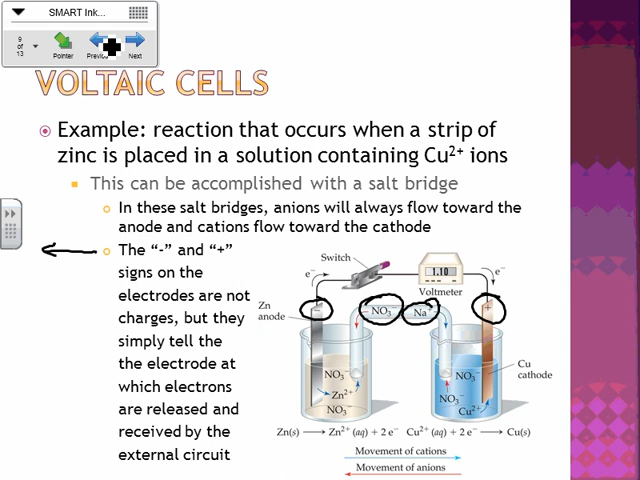 SMART Ink...
9
of
13
Pointer
Next
VOLTAIC CELLS
Example: reaction that occurs when a strip of
zinc is placed in a solution containing Cu²⁺ ions
This can be accomplished with a salt bridge
In these salt bridges, anions will always flow toward the
anode and cations flow toward the cathode
The “-” and “+”
signs on the
electrodes are not
charges, but they
simply tell the
the electrode at
which electrons
are released and
received by the
external circuit
Switch
e⁻
1.10
e⁻
Voltmeter
Zn
anode
−
NO₃⁻
Na⁺
+
Cu
cathode
NO₃⁻
Zn²⁺
NO₃⁻
NO₃⁻
NO₃⁻
Cu²⁺
Zn(s) ⟶ Zn²⁺ (aq) + 2 e⁻
Cu²⁺ (aq) + 2 e⁻ ⟶ Cu(s)
Movement of cations
Movement of anions